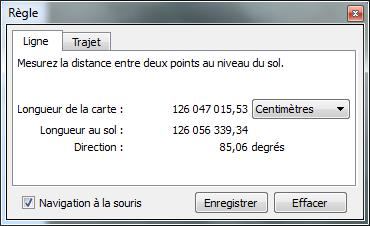 Règle
Ligne Trajet
Mesurez la distance entre deux points au niveau du sol.
Longueur de la carte : 126 047 015,53 Centimètres
Longueur au sol : 126 056 339,34
Direction : 85,06 degrés
Navigation à la souris Enregistrer Effacer